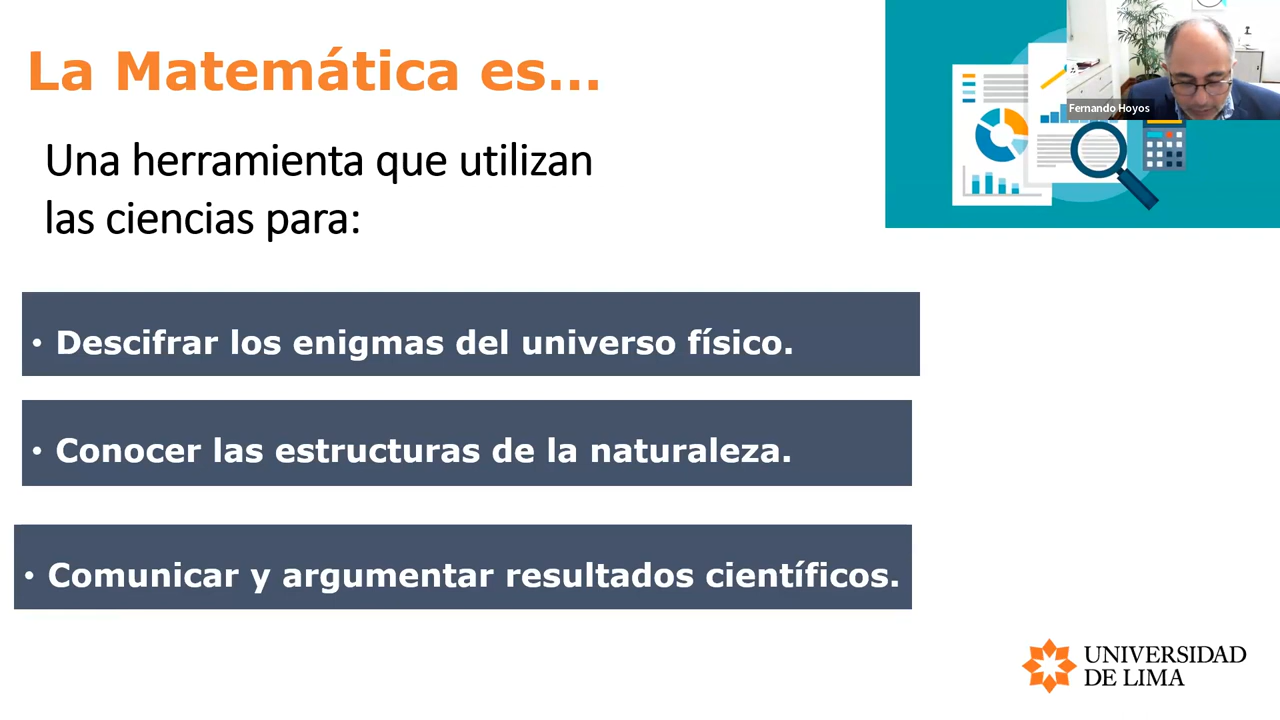 La Matemática es...
Fernando Hoyos
Una herramienta que utilizan
las ciencias para:
• Descifrar los enigmas del universo físico.
• Conocer las estructuras de la naturaleza.
• Comunicar y argumentar resultados científicos.
UNIVERSIDAD
DE LIMA